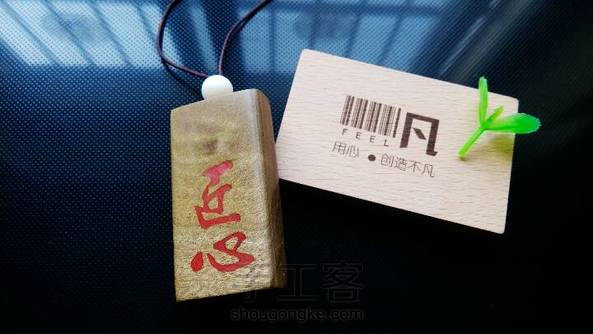 匠心
FEEL 凡
用心 ● 创造不凡
手工客
shougongke.com